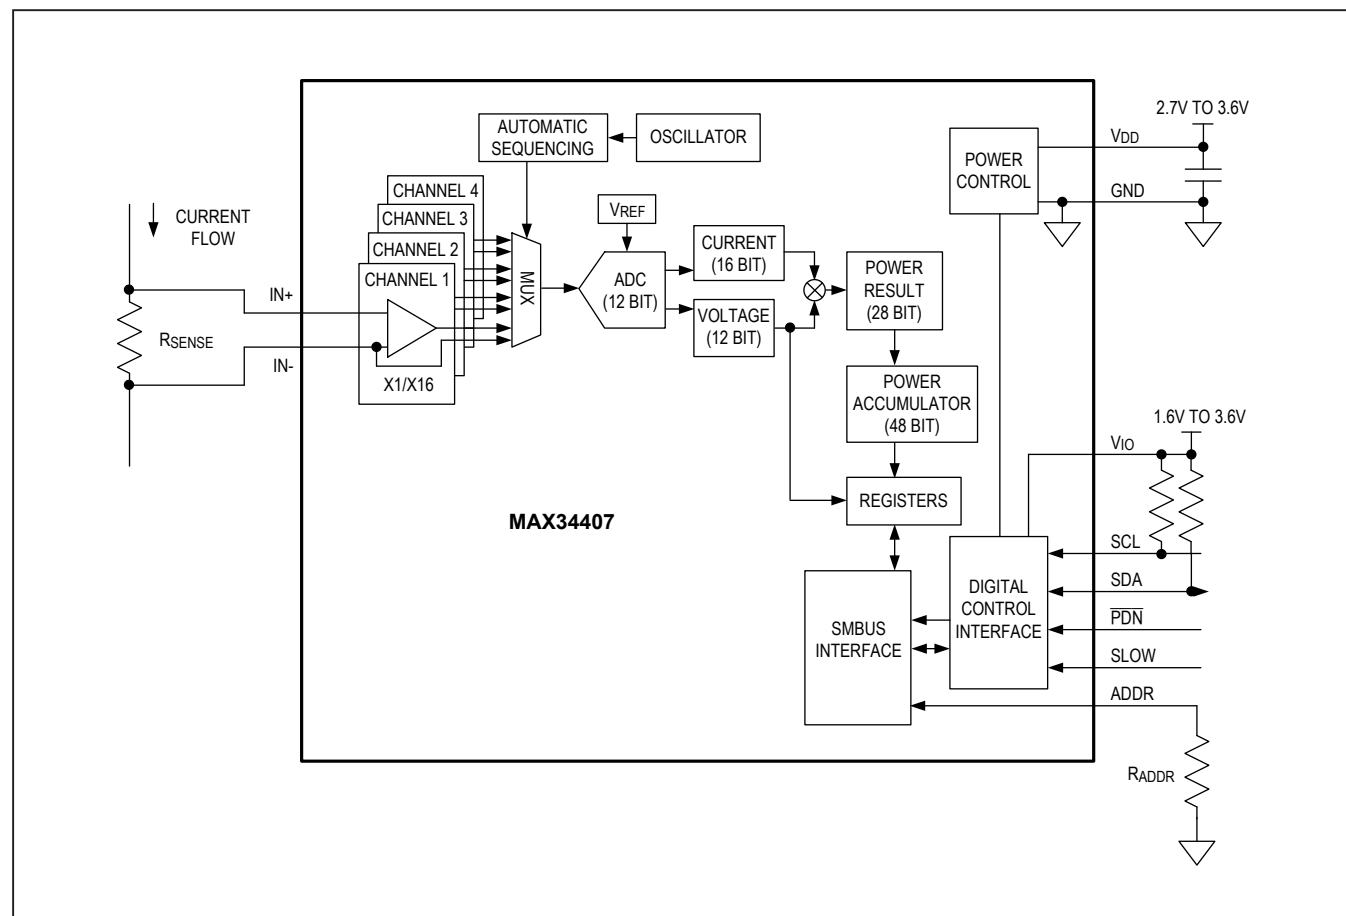 AUTOMATIC
SEQUENCING
OSCILLATOR
2.7V TO 3.6V
VDD
POWER
CONTROL
GND
CHANNEL 4
CHANNEL 3
CHANNEL 2
CHANNEL 1
CURRENT
FLOW
VREF
MUX
ADC
(12 BIT)
CURRENT
(16 BIT)
VOLTAGE
(12 BIT)
POWER
RESULT
(28 BIT)
IN+
RSENSE
IN-
X1/X16
POWER
ACCUMULATOR
(48 BIT)
1.6V TO 3.6V
VIO
REGISTERS
MAX34407
SCL
SDA
PDN
SLOW
ADDR
DIGITAL
CONTROL
INTERFACE
SMBUS
INTERFACE
RADDR